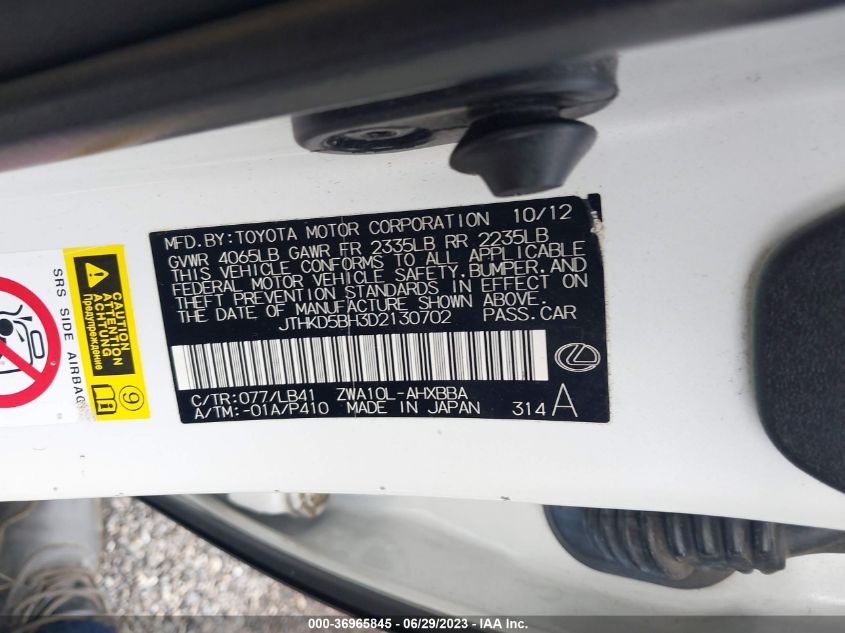 MFD.BY:TOYOTA MOTOR CORPORATION 10/12
GVWR 4065LB GAWR FR 2335LB RR 2235LB
THIS VEHICLE CONFORMS TO ALL APPLICABLE
FEDERAL MOTOR VEHICLE SAFETY,BUMPER,AND
THEFT PREVENTION STANDARDS IN EFFECT ON
THE DATE OF MANUFACTURE SHOWN ABOVE.
JTHKD5BH3D2130702 PASS.CAR
C/TR:077/LB41 ZWA10L-AHXBBA
A/TM:-01A/P410 MADE IN JAPAN 314 A
SRS SIDE AIRBAG
CAUTION
ATTENTION
ACHTUNG
Предупреждение
9
000-36965845 / 06/29/2023 / IAA Inc.